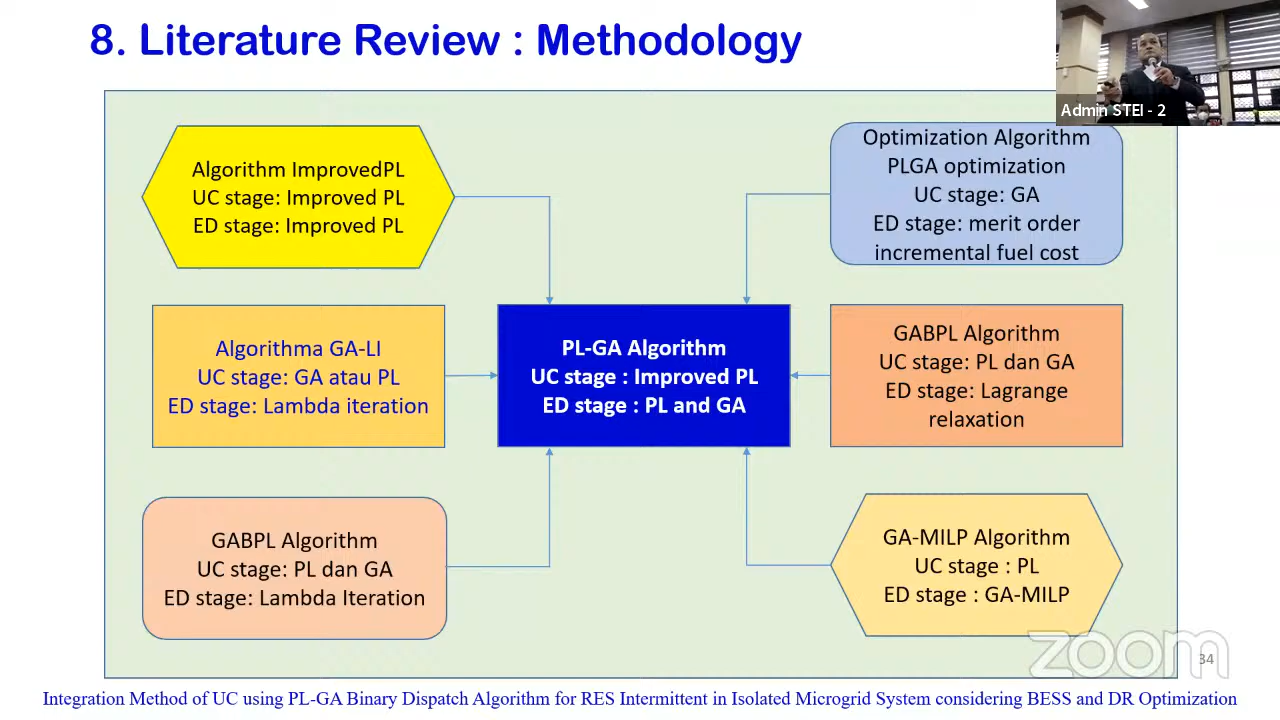 8. Literature Review : Methodology
Admin STEI - 2
Algorithm ImprovedPL
UC stage: Improved PL
ED stage: Improved PL
Optimization Algorithm
PLGA optimization
UC stage: GA
ED stage: merit order
incremental fuel cost
Algoritma GA-LI
UC stage: GA atau PL
ED stage: Lambda iteration
PL-GA Algorithm
UC stage : Improved PL
ED stage : PL and GA
GABPL Algorithm
UC stage: PL dan GA
ED stage: Lagrange
relaxation
GABPL Algorithm
UC stage: PL dan GA
ED stage: Lambda Iteration
GA-MILP Algorithm
UC stage : PL
ED stage : GA-MILP
zoom
34
Integration Method of UC using PL-GA Binary Dispatch Algorithm for RES Intermittent in Isolated Microgrid System considering BESS and DR Optimization